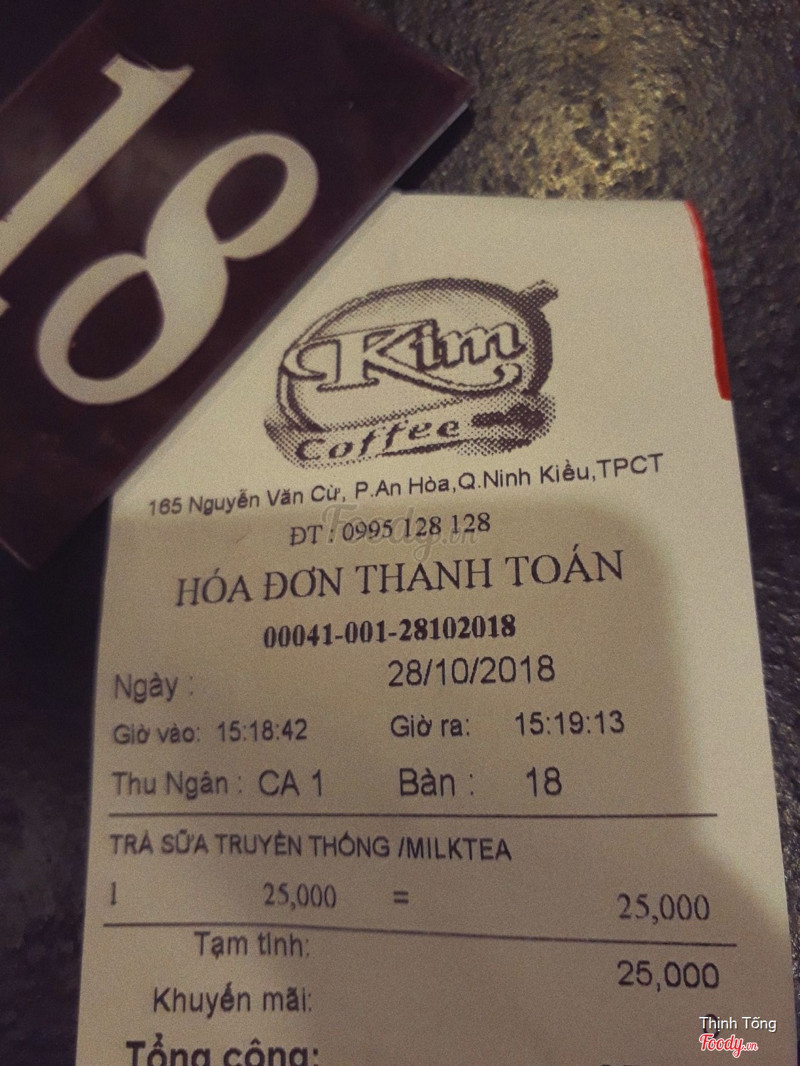 18
Kim
Coffee
165 Nguyễn Văn Cừ, P.An Hòa,Q.Ninh Kiều,TPCT
ĐT : 0995 128 128
Foody.vn
HÓA ĐƠN THANH TOÁN
00041-001-28102018
Ngày : 28/10/2018
Giờ vào: 15:18:42 Giờ ra: 15:19:13
Thu Ngân : CA 1 Bàn : 18
TRÀ SỮA TRUYỀN THỐNG /MILKTEA
1 25,000 = 25,000
Tạm tính: 25,000
Khuyến mãi:
Tổng cộng:
Thịnh Tống
Foody.vn